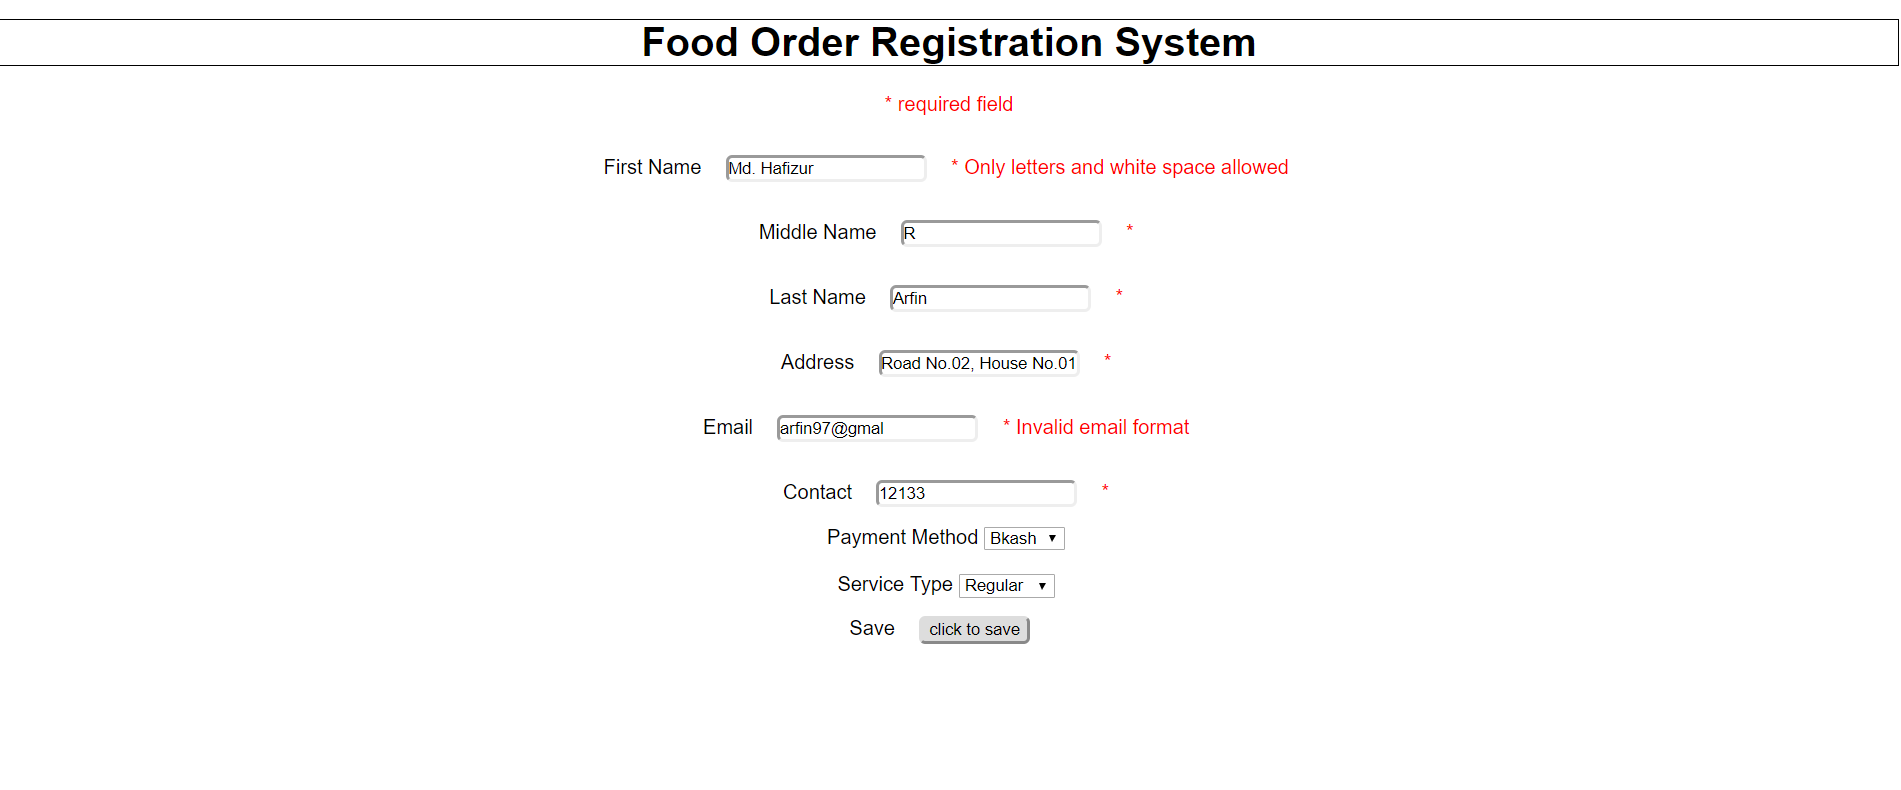 Food Order Registration System
* required field
First Name Md. Hafizur * Only letters and white space allowed
Middle Name R *
Last Name Arfin *
Address Road No.02, House No.01 *
Email arfin97@gmal * Invalid email format
Contact 12133 *
Payment Method Bkash
Service Type Regular
Save click to save